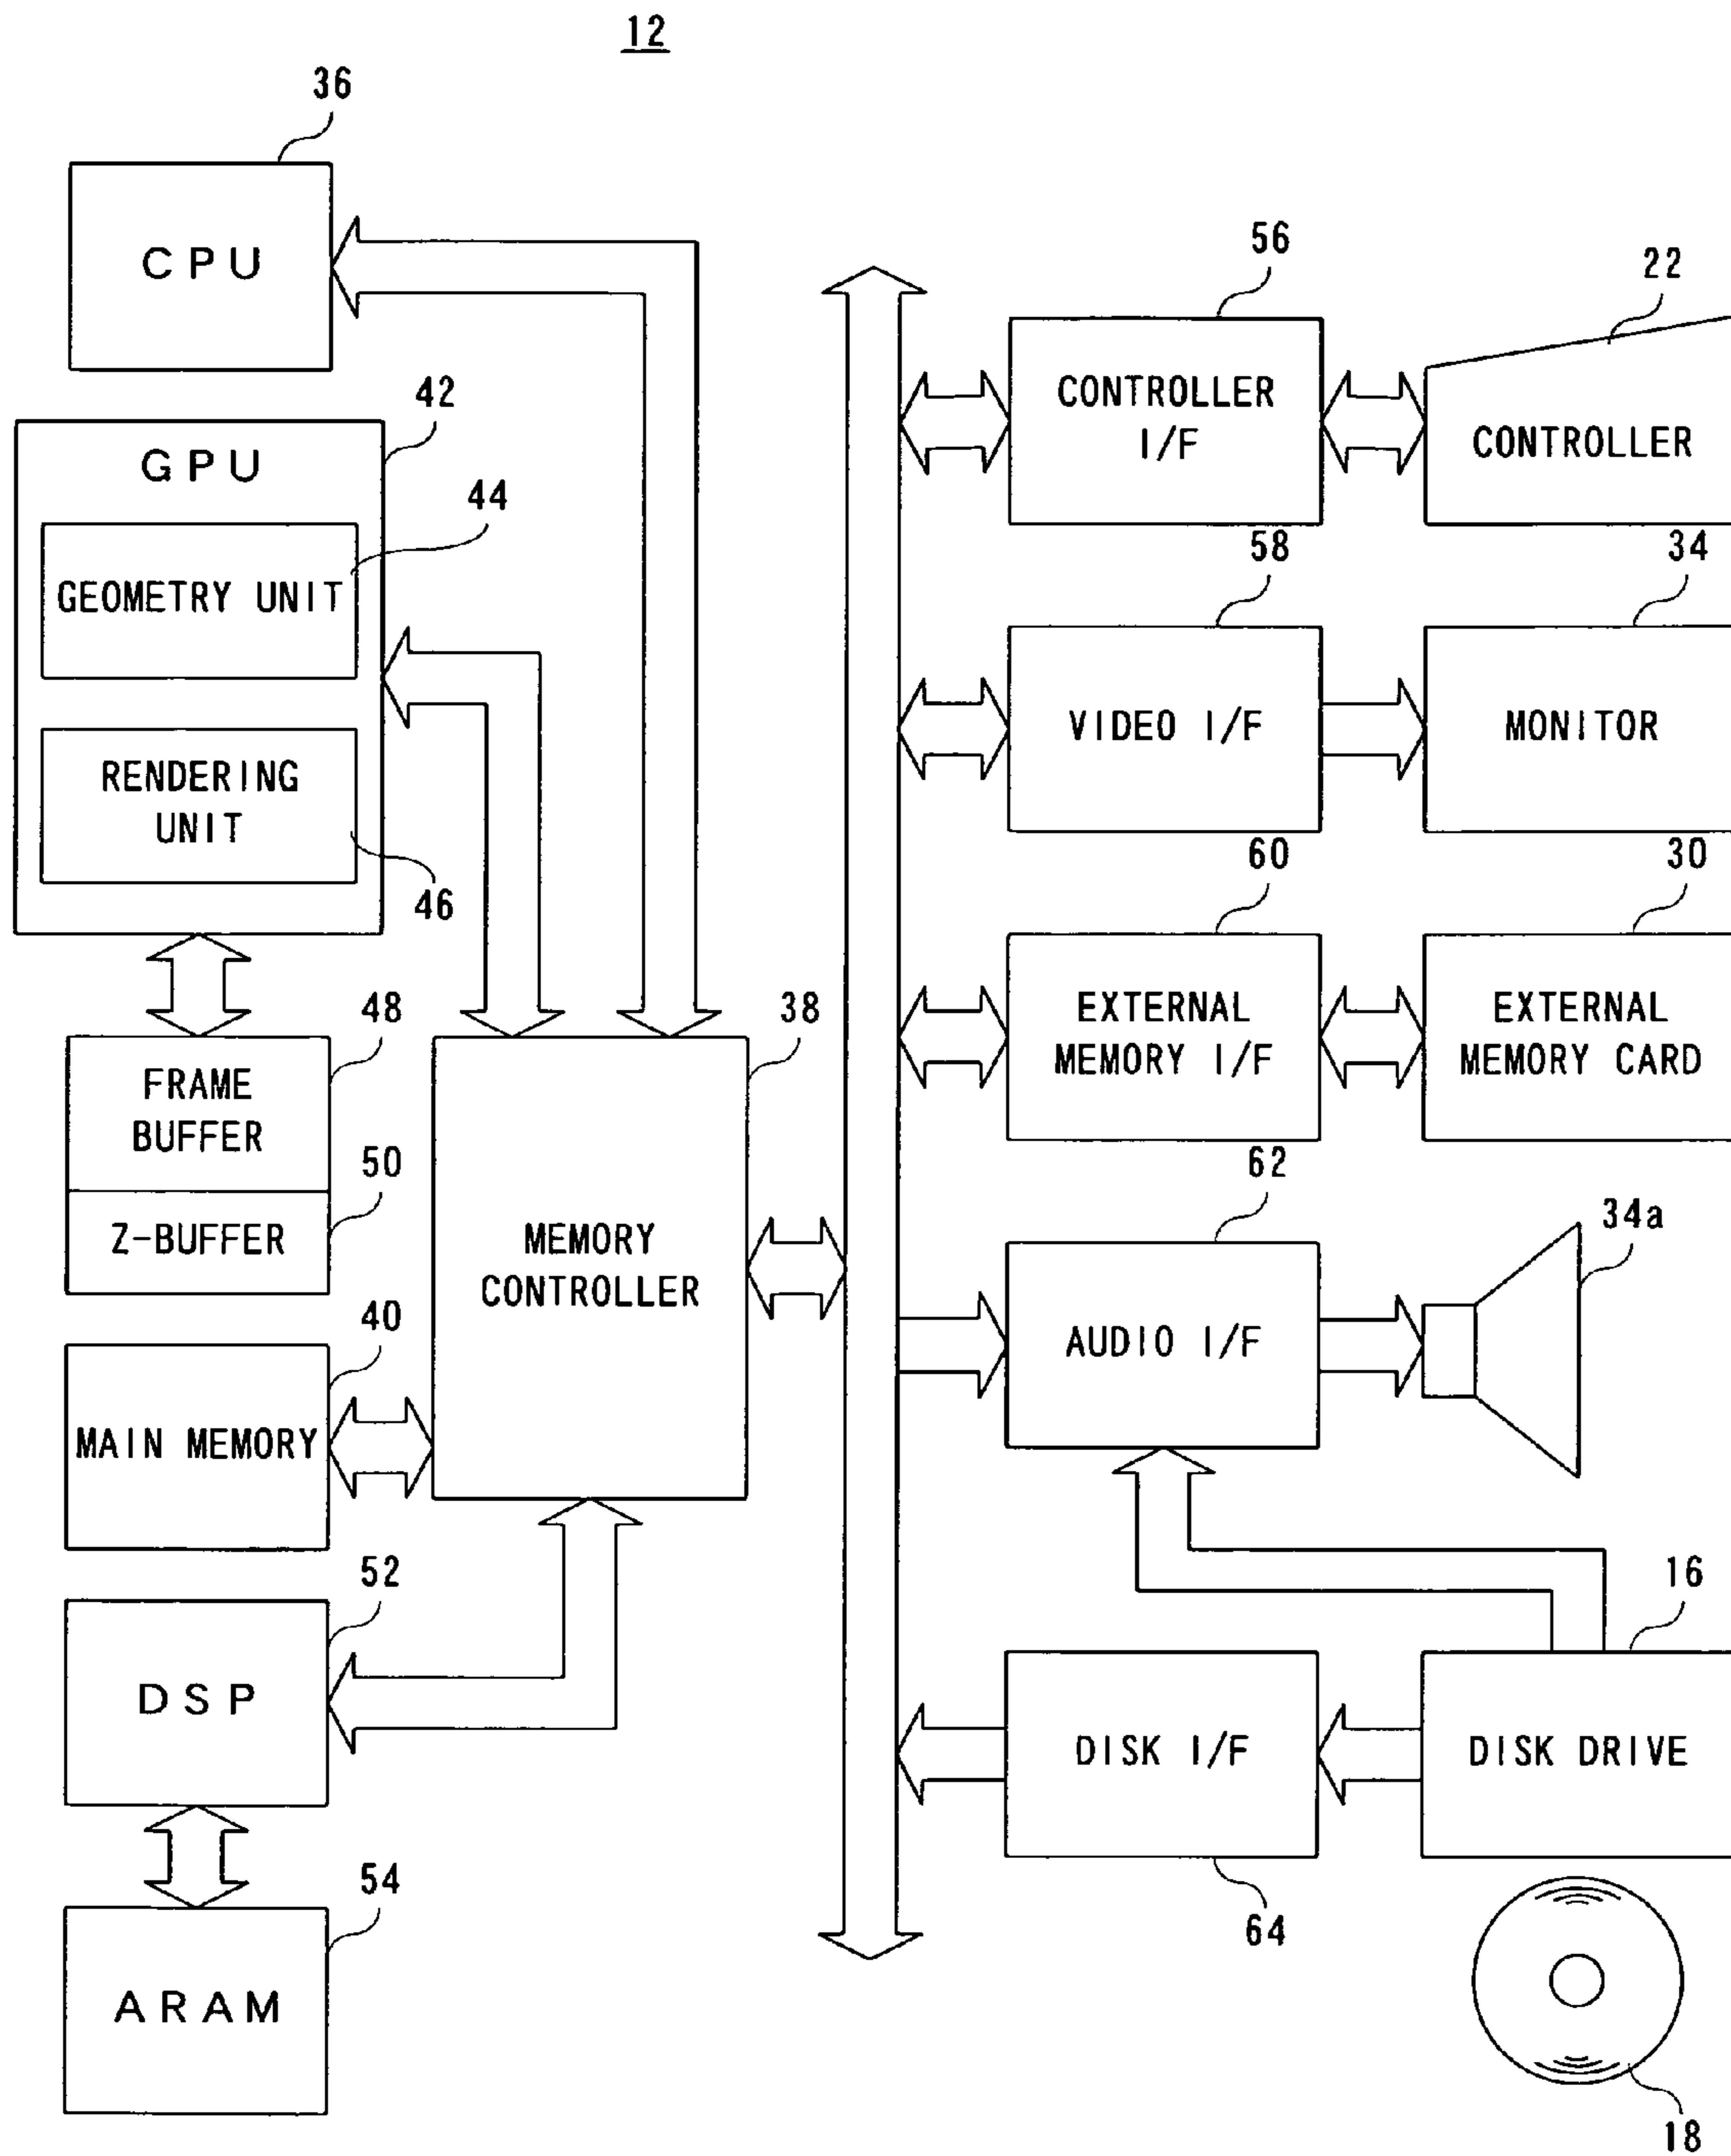 12
36
CPU
42
GPU
44
GEOMETRY UNIT
RENDERING
UNIT
46
48
FRAME
BUFFER
50
Z-BUFFER
40
MAIN MEMORY
52
DSP
54
ARAM
38
MEMORY
CONTROLLER
56
CONTROLLER
I/F
22
CONTROLLER
58
VIDEO I/F
34
MONITOR
60
EXTERNAL
MEMORY I/F
30
EXTERNAL
MEMORY CARD
62
AUDIO I/F
34a
16
DISK I/F
DISK DRIVE
64
18